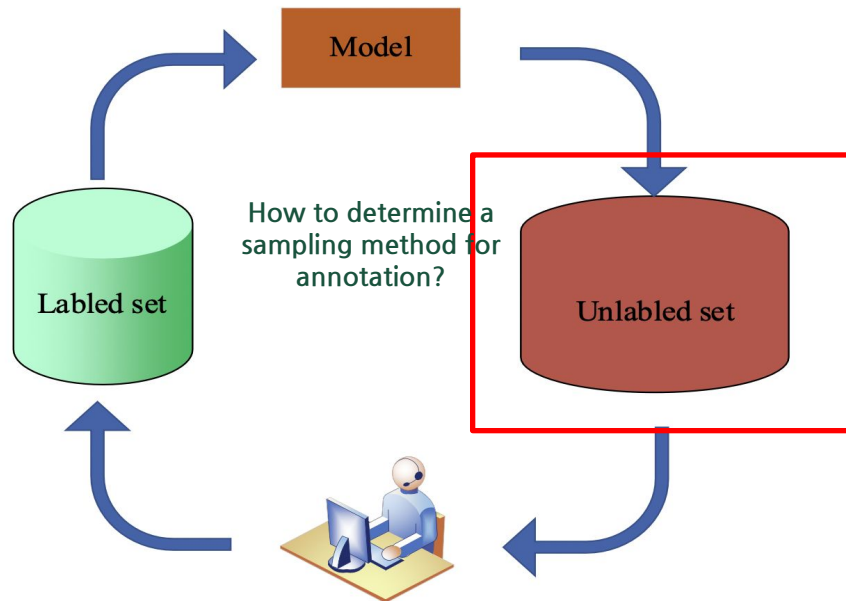 Model
How to determine a
sampling method for
annotation?
Labled set
Unlabled set